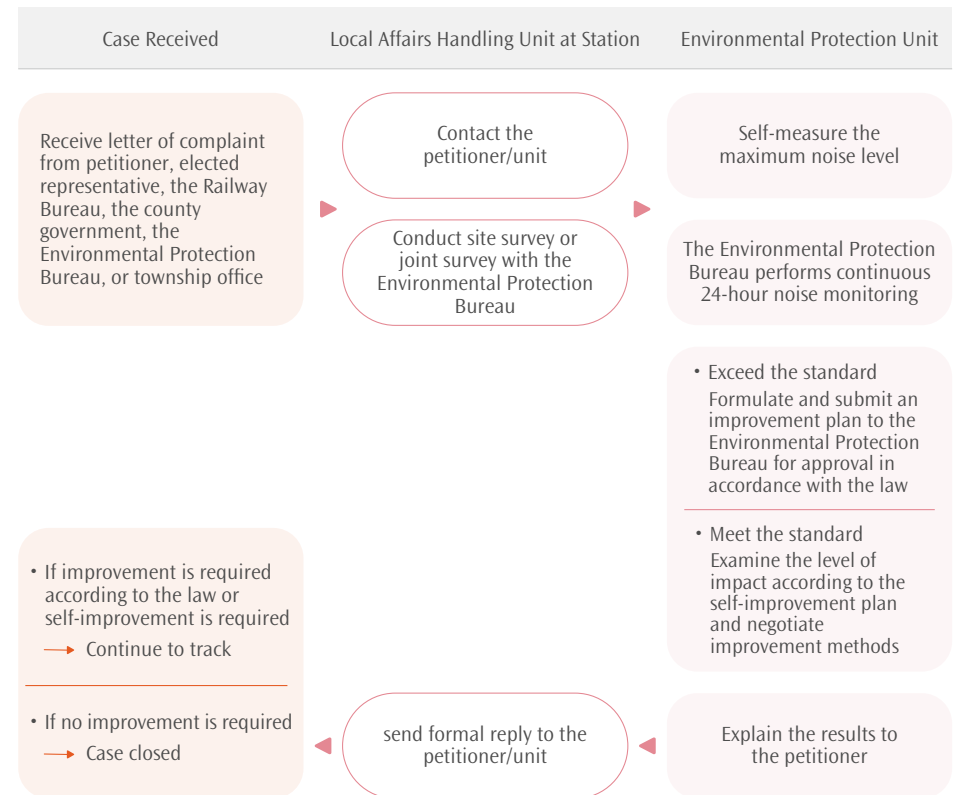 Case Received
Local Affairs Handling Unit at Station
Environmental Protection Unit
Receive letter of complaint
from petitioner, elected
representative, the Railway
Bureau, the county
government, the
Environmental Protection
Bureau, or township office
Contact the
petitioner/unit
Conduct site survey or
joint survey with the
Environmental Protection
Bureau
Self-measure the
maximum noise level
The Environmental Protection
Bureau performs continuous
24-hour noise monitoring
• Exceed the standard
Formulate and submit an
improvement plan to the
Environmental Protection
Bureau for approval in
accordance with the law
• Meet the standard
Examine the level of
impact according to the
self-improvement plan
and negotiate
improvement methods
Explain the results to
the petitioner
send formal reply to the
petitioner/unit
• If improvement is required
according to the law or
self-improvement is required
→ Continue to track
• If no improvement is required
→ Case closed